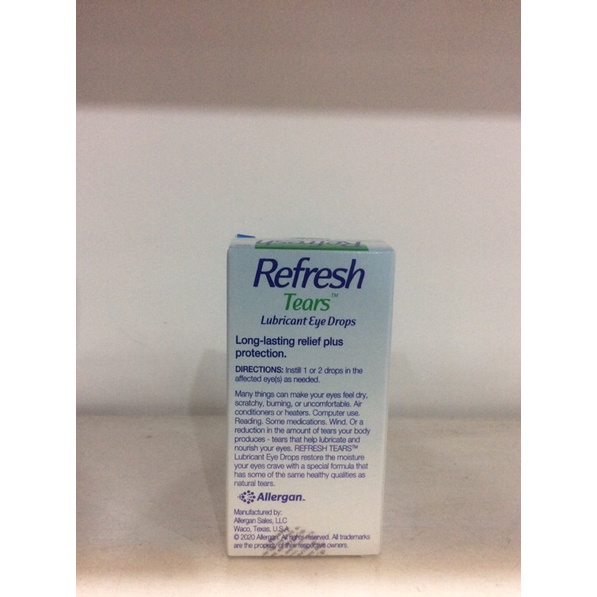 Refresh
Refresh
Tears™
Lubricant Eye Drops
Long-lasting relief plus
protection.
DIRECTIONS: Instill 1 or 2 drops in the
affected eye(s) as needed.
Many things can make your eyes feel dry,
scratchy, burning, or uncomfortable. Air
conditioners or heaters. Computer use.
Reading. Some medications. Wind. Or a
reduction in the amount of tears your body
produces - tears that help lubricate and
nourish your eyes. REFRESH TEARS™
Lubricant Eye Drops restore the moisture
your eyes crave with a special formula that
has some of the same healthy qualities as
natural tears.
Allergan™
Manufactured by:
Allergan Sales, LLC
Waco, Texas, U.S.A.
© 2020 Allergan. All rights reserved. All trademarks
are the property of their respective owners.